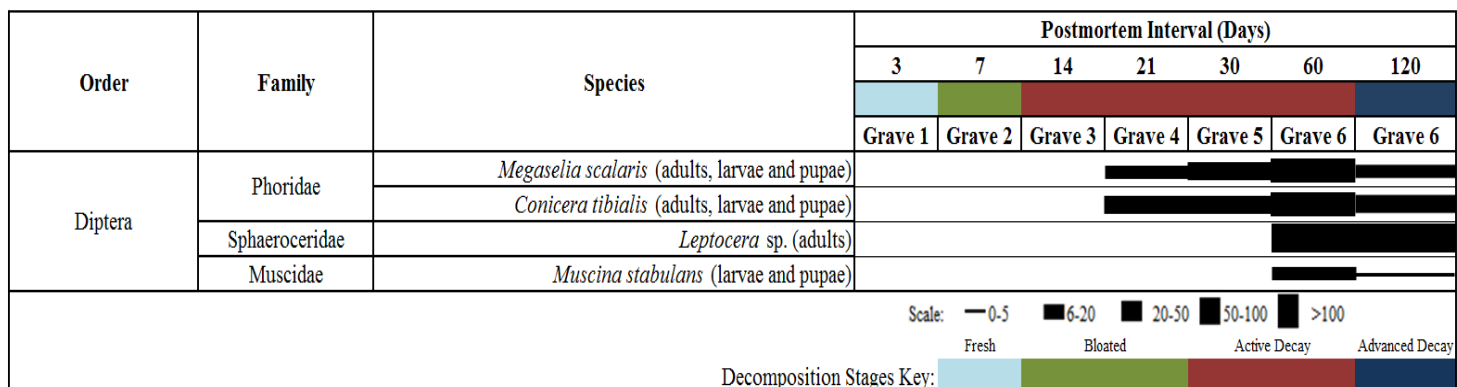 Order Family Species Postmortem Interval (Days)
3 7 14 21 30 60 120
Grave 1 Grave 2 Grave 3 Grave 4 Grave 5 Grave 6 Grave 6
Diptera Phoridae Megaselia scalaris (adults, larvae and pupae)
Conicera tibialis (adults, larvae and pupae)
Sphaeroceridae Leptocera sp. (adults)
Muscidae Muscina stabulans (larvae and pupae)
Scale: 0-5 6-20 20-50 50-100 >100
Fresh Bloated Active Decay Advanced Decay
Decomposition Stages Key: